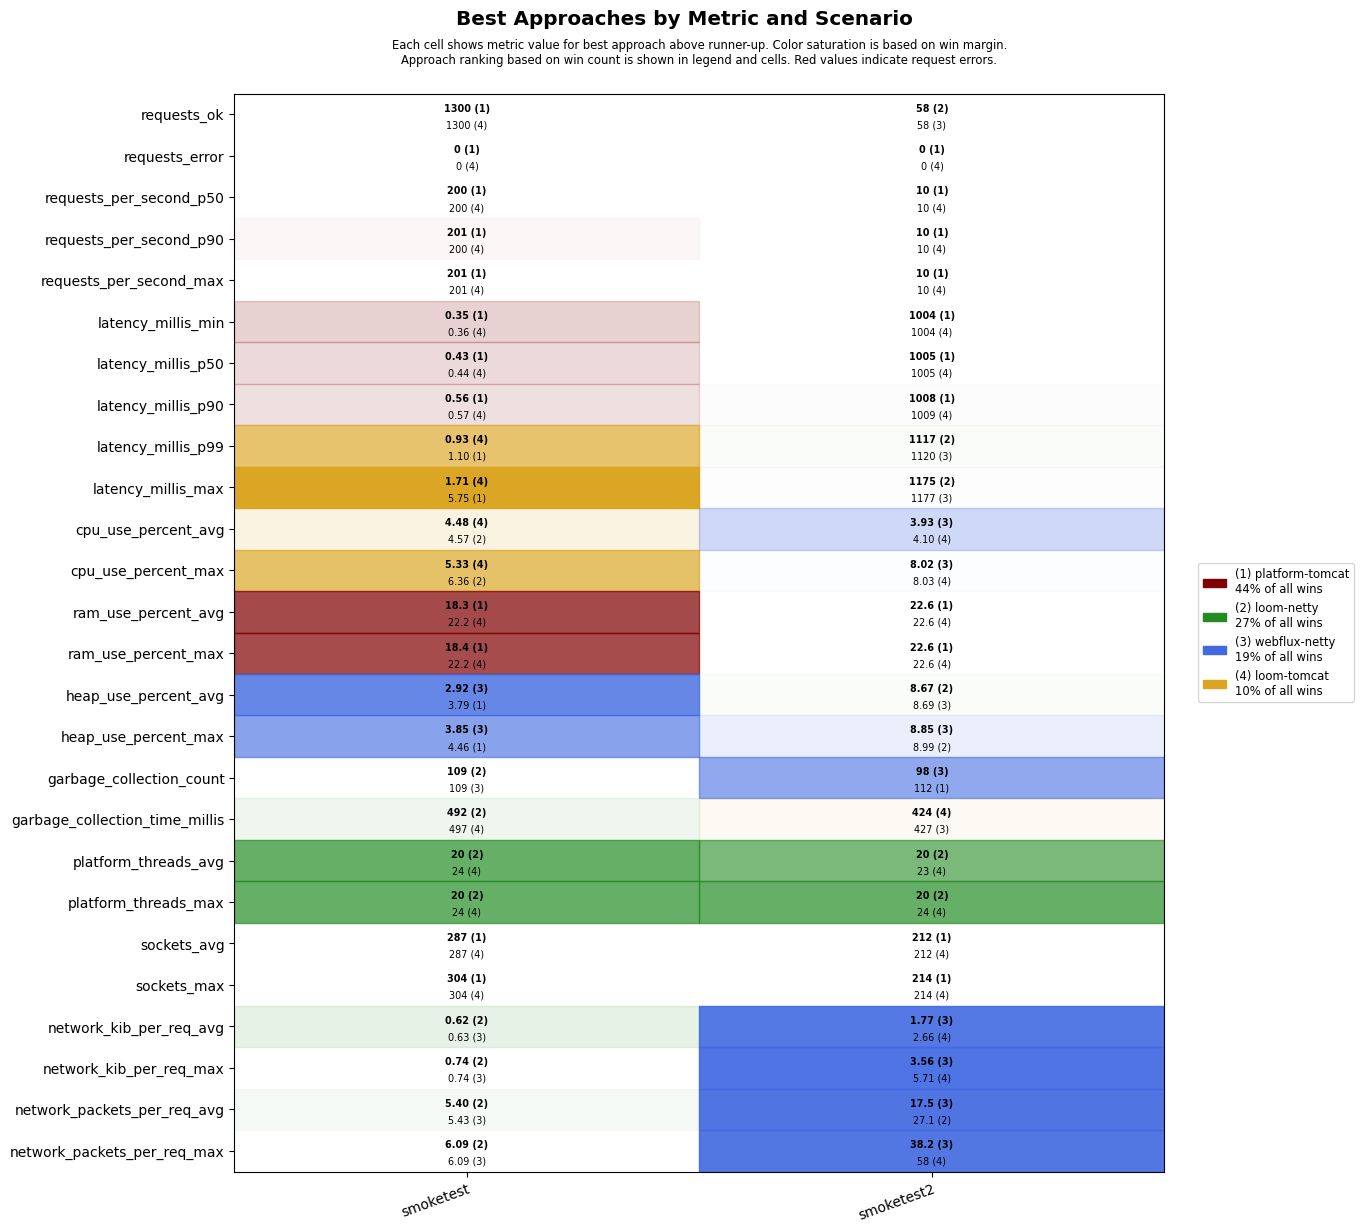 Best Approaches by Metric and Scenario
Each cell shows metric value for best approach above runner-up. Color saturation is based on win margin.
Approach ranking based on win count is shown in legend and cells. Red values indicate request errors.
requests_ok
1300 (1)
1300 (4)
58 (2)
58 (3)
requests_error
0 (1)
0 (4)
0 (1)
0 (4)
requests_per_second_p50
200 (1)
200 (4)
10 (1)
10 (4)
requests_per_second_p90
201 (1)
200 (4)
10 (1)
10 (4)
requests_per_second_max
201 (1)
201 (4)
10 (1)
10 (4)
latency_millis_min
0.35 (1)
0.36 (4)
1004 (1)
1004 (4)
latency_millis_p50
0.43 (1)
0.44 (4)
1005 (1)
1005 (4)
latency_millis_p90
0.56 (1)
0.57 (4)
1008 (1)
1009 (4)
latency_millis_p99
0.93 (4)
1.10 (1)
1117 (2)
1120 (3)
latency_millis_max
1.71 (4)
5.75 (1)
1175 (2)
1177 (3)
cpu_use_percent_avg
4.48 (4)
4.57 (2)
3.93 (3)
4.10 (4)
cpu_use_percent_max
5.33 (4)
6.36 (2)
8.02 (3)
8.03 (4)
ram_use_percent_avg
18.3 (1)
22.2 (4)
22.6 (1)
22.6 (4)
ram_use_percent_max
18.4 (1)
22.2 (4)
22.6 (1)
22.6 (4)
heap_use_percent_avg
2.92 (3)
3.79 (1)
8.67 (2)
8.69 (3)
heap_use_percent_max
3.85 (3)
4.46 (1)
8.85 (3)
8.99 (2)
garbage_collection_count
109 (2)
109 (3)
98 (3)
112 (1)
garbage_collection_time_millis
492 (2)
497 (4)
424 (4)
427 (3)
platform_threads_avg
20 (2)
24 (4)
20 (2)
23 (4)
platform_threads_max
20 (2)
24 (4)
20 (2)
24 (4)
sockets_avg
287 (1)
287 (4)
212 (1)
212 (4)
sockets_max
304 (1)
304 (4)
214 (1)
214 (4)
network_kib_per_req_avg
0.62 (2)
0.63 (3)
1.77 (3)
2.66 (4)
network_kib_per_req_max
0.74 (2)
0.74 (3)
3.56 (3)
5.71 (4)
network_packets_per_req_avg
5.40 (2)
5.43 (3)
17.5 (3)
27.1 (2)
network_packets_per_req_max
6.09 (2)
6.09 (3)
38.2 (3)
58 (4)
smoketest
smoketest2
(1) platform-tomcat
44% of all wins
(2) loom-netty
27% of all wins
(3) webflux-netty
19% of all wins
(4) loom-tomcat
10% of all wins